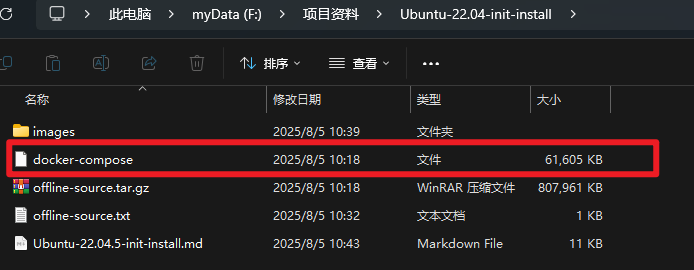 此电脑 > myData (F:) > 项目资料 > Ubuntu-22.04-init-install >
排序 查看 •••
名称 修改日期 类型 大小
images 2025/8/5 10:39 文件夹
docker-compose 2025/8/5 10:18 文件 61,605 KB
offline-source.tar.gz 2025/8/5 10:18 WinRAR 压缩文件 807,961 KB
offline-source.txt 2025/8/5 10:32 文本文档 1 KB
Ubuntu-22.04.5-init-install.md 2025/8/5 10:43 Markdown File 11 KB